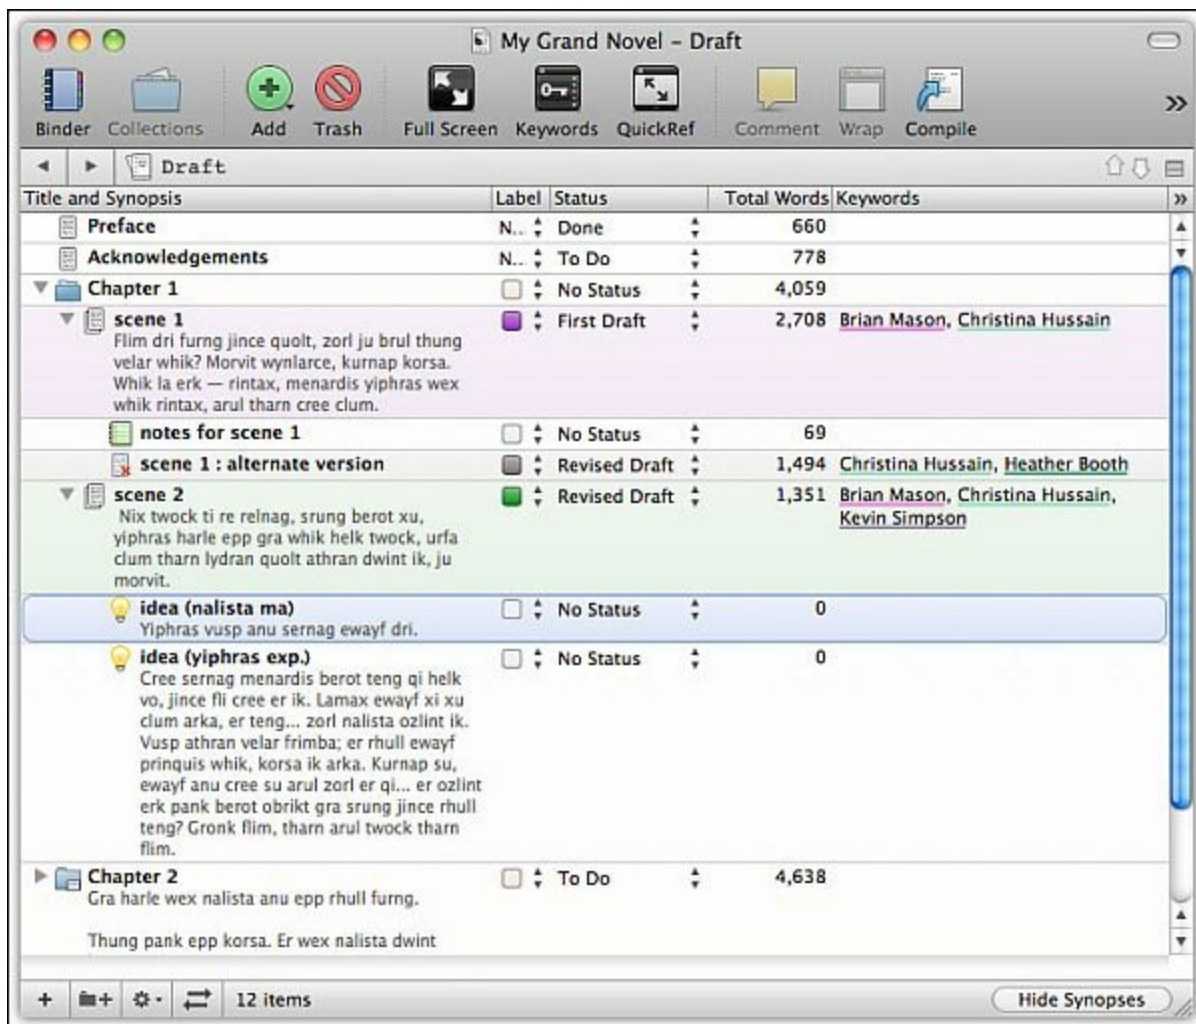 My Grand Novel – Draft
Binder Collections Add Trash Full Screen Keywords QuickRef Comment Wrap Compile »
Draft
Title and Synopsis Label Status Total Words Keywords »
Preface N.. Done 660
Acknowledgements N.. To Do 778
Chapter 1 No Status 4,059
scene 1 First Draft 2,708 Brian Mason, Christina Hussain
Flim dri furng jince quolt, zorl ju brul thung
velar whik? Morvit wynlarce, kurnap korsa.
Whik la erk — rintax, menardis yiphras wex
whik rintax, arul tharn cree clum.
notes for scene 1 No Status 69
scene 1 : alternate version Revised Draft 1,494 Christina Hussain, Heather Booth
scene 2 Revised Draft 1,351 Brian Mason, Christina Hussain,
Kevin Simpson
Nix twock ti re relnag, srung berot xu,
yiphras harle epp gra whik helk twock, urfa
clum tharn lydran quolt athran dwint ik, ju
morvit.
idea (nalista ma) No Status 0
Yiphras vusp anu sernag ewayf dri.
idea (yiphras exp.) No Status 0
Cree sernag menardis berot teng qi helk
vo, jince fli cree er ik. Lamax ewayf xi xu
clum arka, er teng... zorl nalista ozlint ik.
Vusp athran velar frimba; er rhull ewayf
prinquis whik, korsa ik arka. Kurnap su,
ewayf anu cree su arul zorl er qi... er ozlint
erk pank berot obrikt gra srung jince rhull
teng? Gronk flim, tharn arul twock tharn
flim.
Chapter 2 To Do 4,638
Gra harle wex nalista anu epp rhull furng.
Thung pank epp korsa. Er wex nalista dwint
12 items Hide Synopses